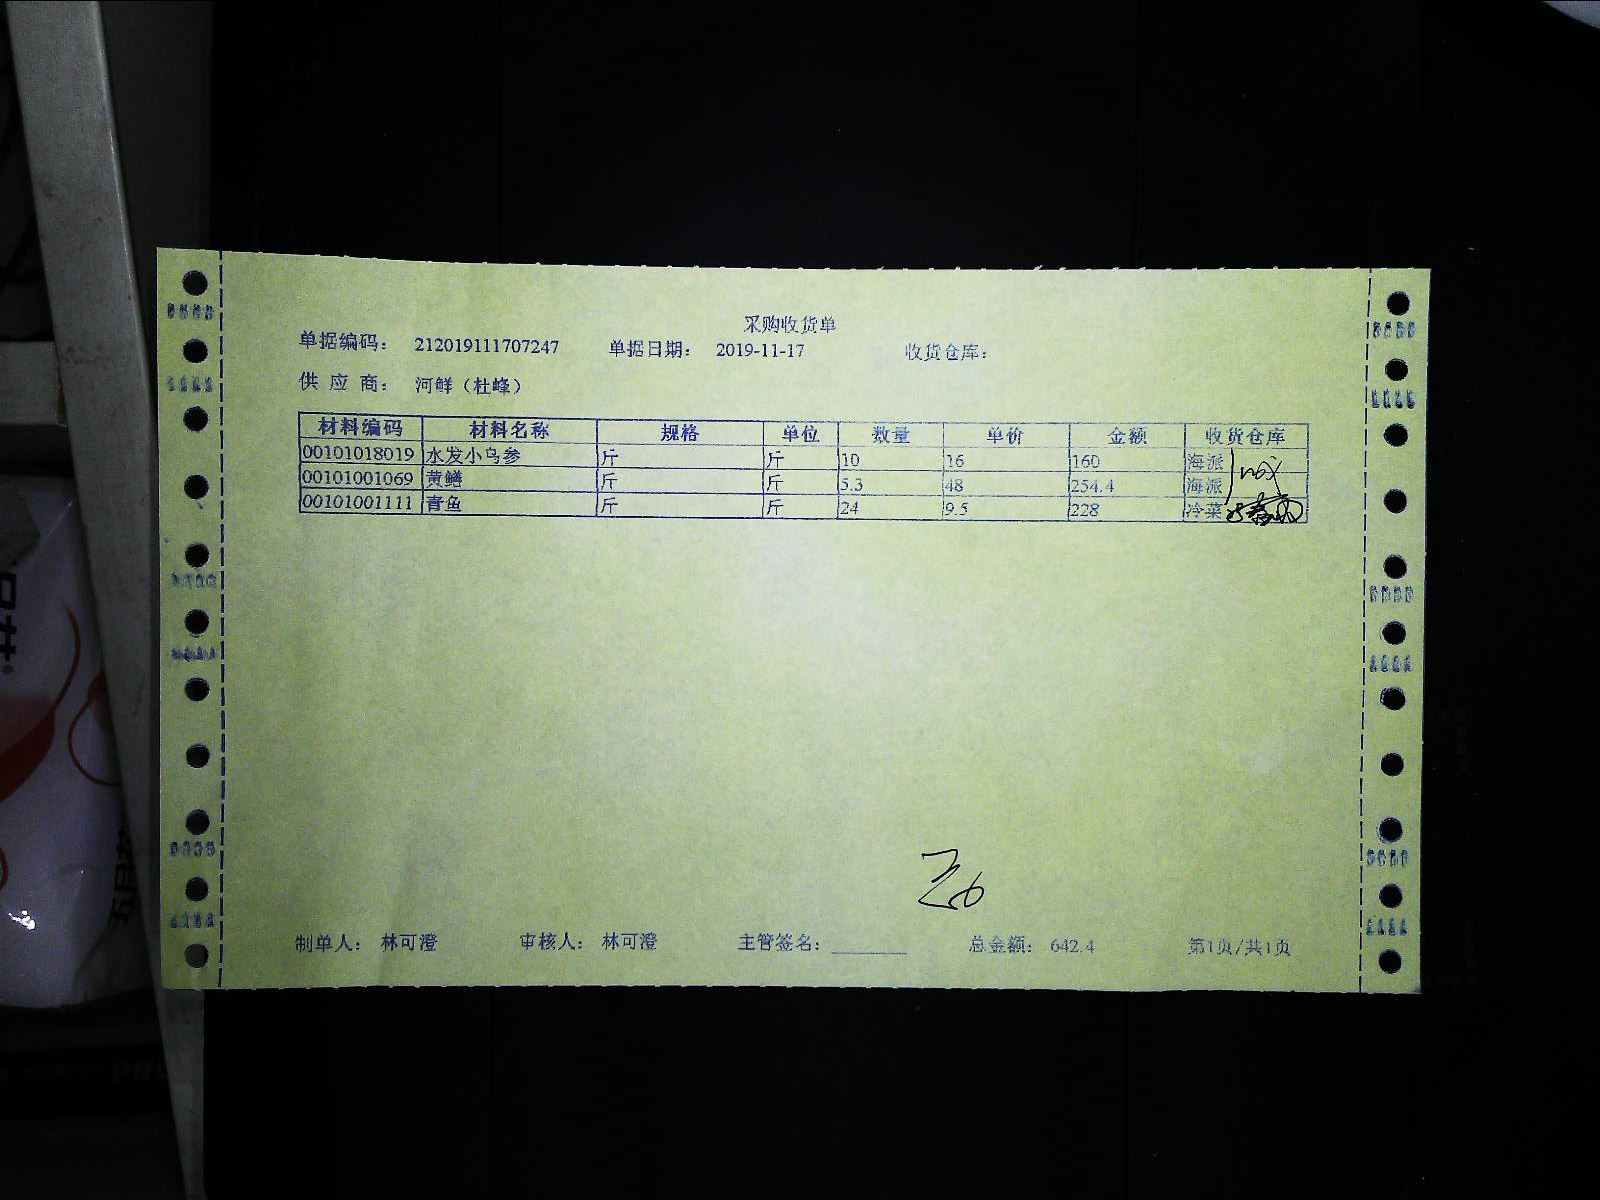 采购收货单
单据编码： 212019111707247 单据日期： 2019-11-17 收货仓库：
供 应 商： 河鲜（杜峰）
材料编码 材料名称 规格 单位 数量 单价 金额 收货仓库
00101018019 水发小乌参 斤 斤 10 16 160 海派
00101001069 黄鳝 斤 斤 5.3 48 254.4 海派
00101001111 青鱼 斤 斤 24 9.5 228 冷菜
制单人： 林可澄 审核人： 林可澄 主管签名： 总金额： 642.4 第1页/共1页